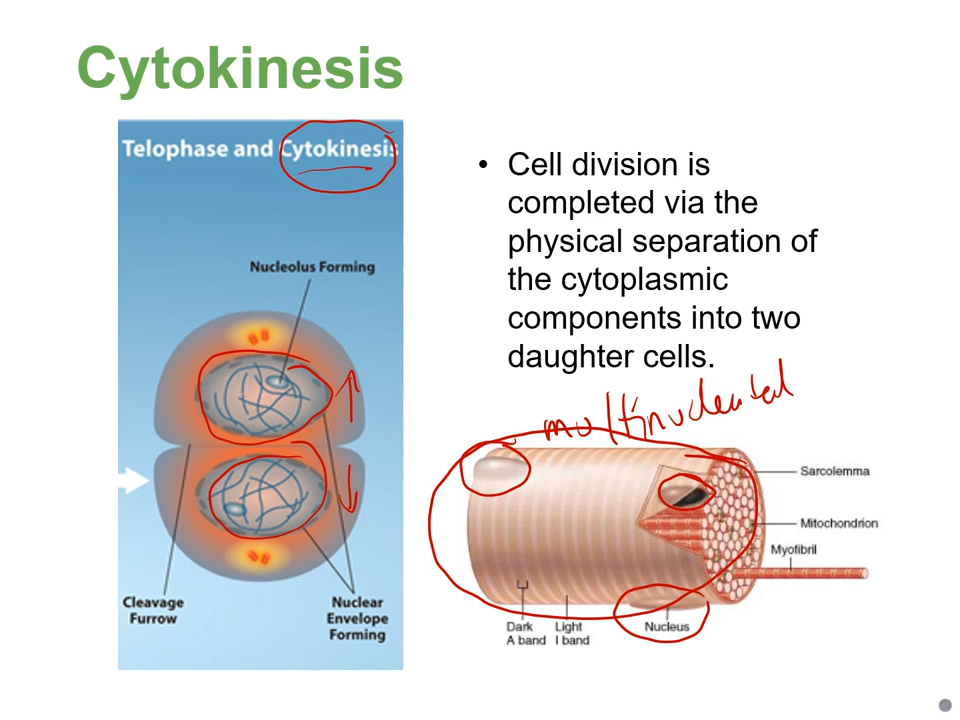 Cytokinesis
Telophase and Cytokinesis
Nucleolus Forming
Cleavage
Furrow
Nuclear
Envelope
Forming
• Cell division is
completed via the
physical separation of
the cytoplasmic
components into two
daughter cells.
Sarcolemma
Mitochondrion
Myofibril
Dark
A band
Light
I band
Nucleus